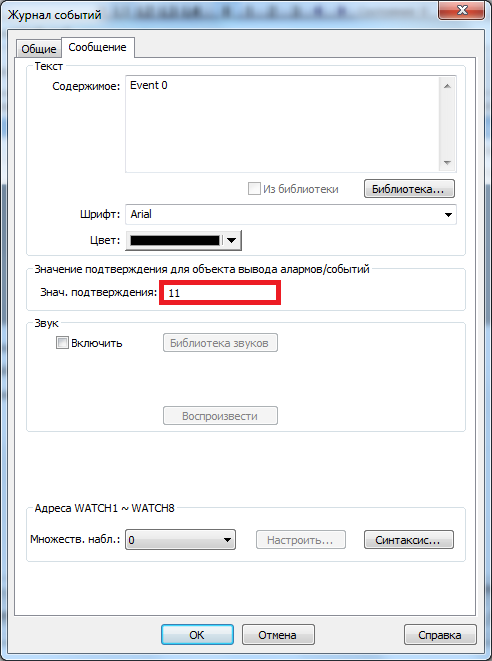 Журнал событий
Общие
Сообщение
Текст
Содержимое:
Event 0
Из библиотеки
Библиотека...
Шрифт:
Arial
Цвет:
Значение подтверждения для объекта вывода алармов/событий
Знач. подтверждения:
11
Звук
Включить
Библиотека звуков
Воспроизвести
Адреса WATCH1 ~ WATCH8
Множеств. набл.:
0
Настроить...
Синтаксис...
OK
Отмена
Справка